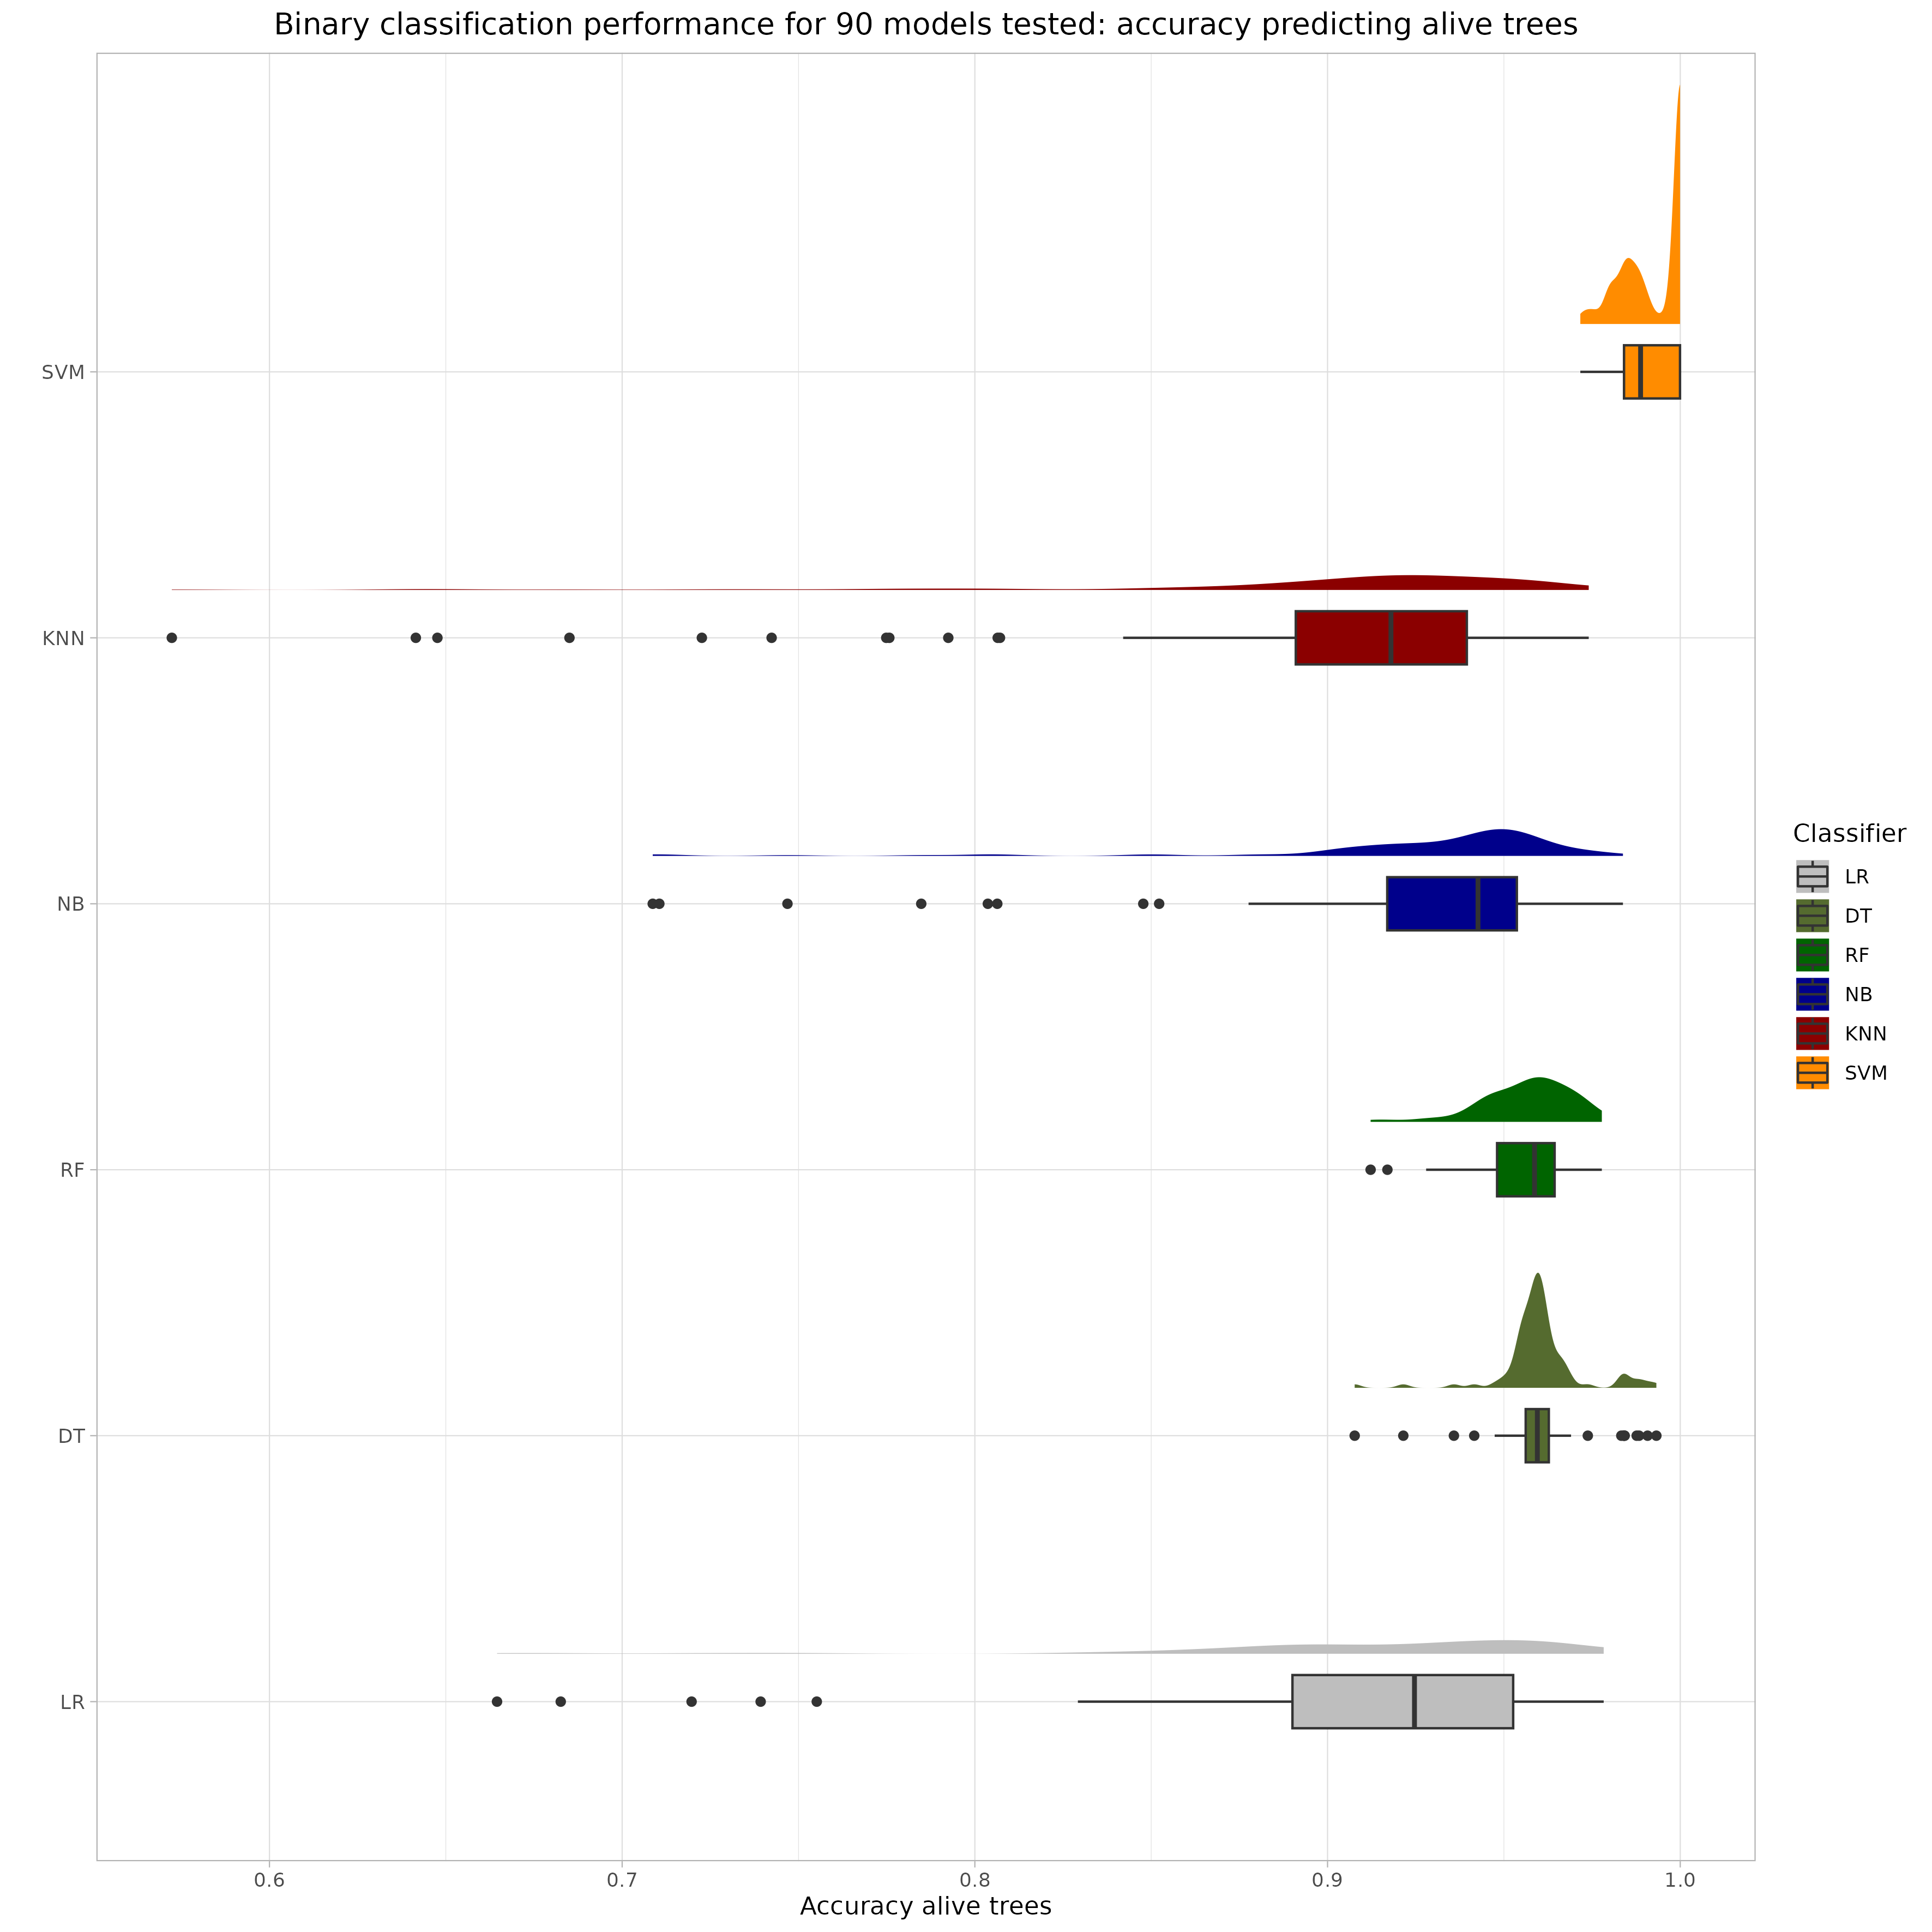 Binary classification performance for 90 models tested: accuracy predicting alive trees
SVM
KNN
NB
RF
DT
LR
0.6
0.7
0.8
0.9
1.0
Accuracy alive trees
Classifier
LR
DT
RF
NB
KNN
SVM